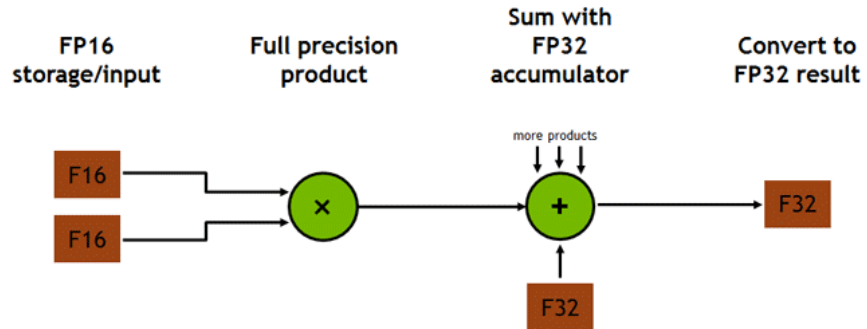 FP16
storage/input
Full precision
product
Sum with
FP32
accumulator
Convert to
FP32 result
more products
F16
F16
×
+
F32
F32